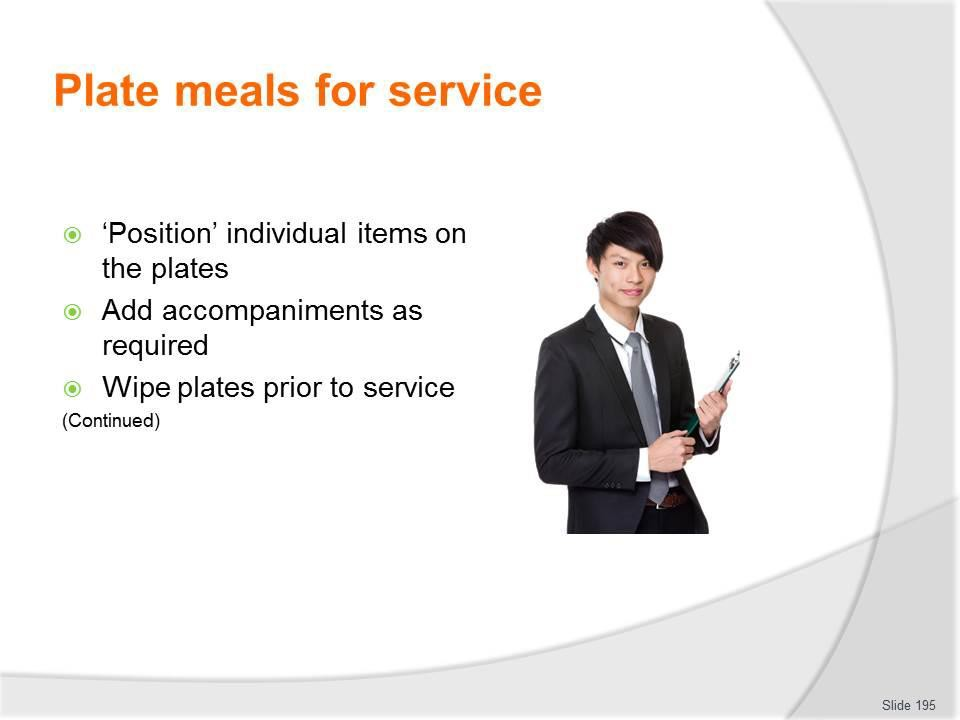 Plate meals for service
‘Position’ individual items on
the plates
Add accompaniments as
required
Wipe plates prior to service
(Continued)
Slide 195